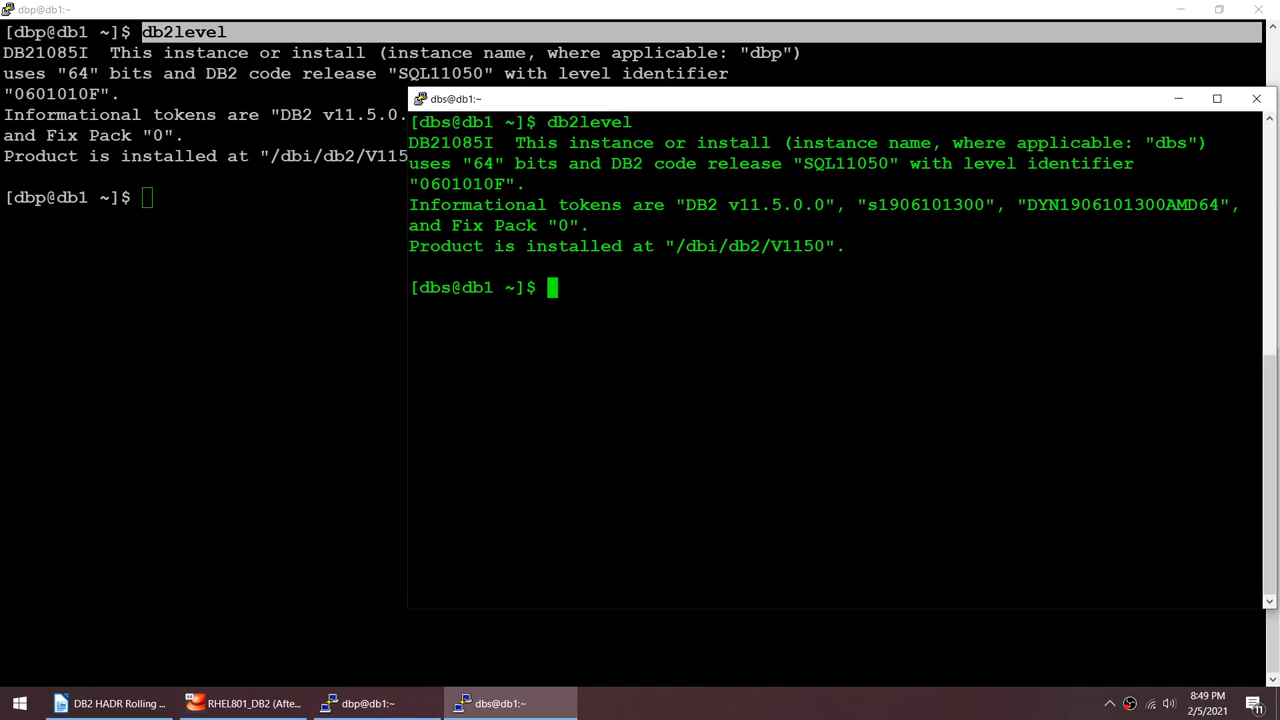 dbp@db1:~
[dbp@db1 ~]$ db2level
DB21085I  This instance or install (instance name, where applicable: "dbp")
uses "64" bits and DB2 code release "SQL11050" with level identifier
"0601010F".
Informational tokens are "DB2 v11.5.0.
and Fix Pack "0".
Product is installed at "/dbi/db2/V115
[dbp@db1 ~]$
dbs@db1:~
[dbs@db1 ~]$ db2level
DB21085I  This instance or install (instance name, where applicable: "dbs")
uses "64" bits and DB2 code release "SQL11050" with level identifier
"0601010F".
Informational tokens are "DB2 v11.5.0.0", "s1906101300", "DYN1906101300AMD64",
and Fix Pack "0".
Product is installed at "/dbi/db2/V1150".
[dbs@db1 ~]$
DB2 HADR Rolling ...
RHEL801_DB2 (Afte...
dbp@db1:~
dbs@db1:~
8:49 PM
2/5/2021
11